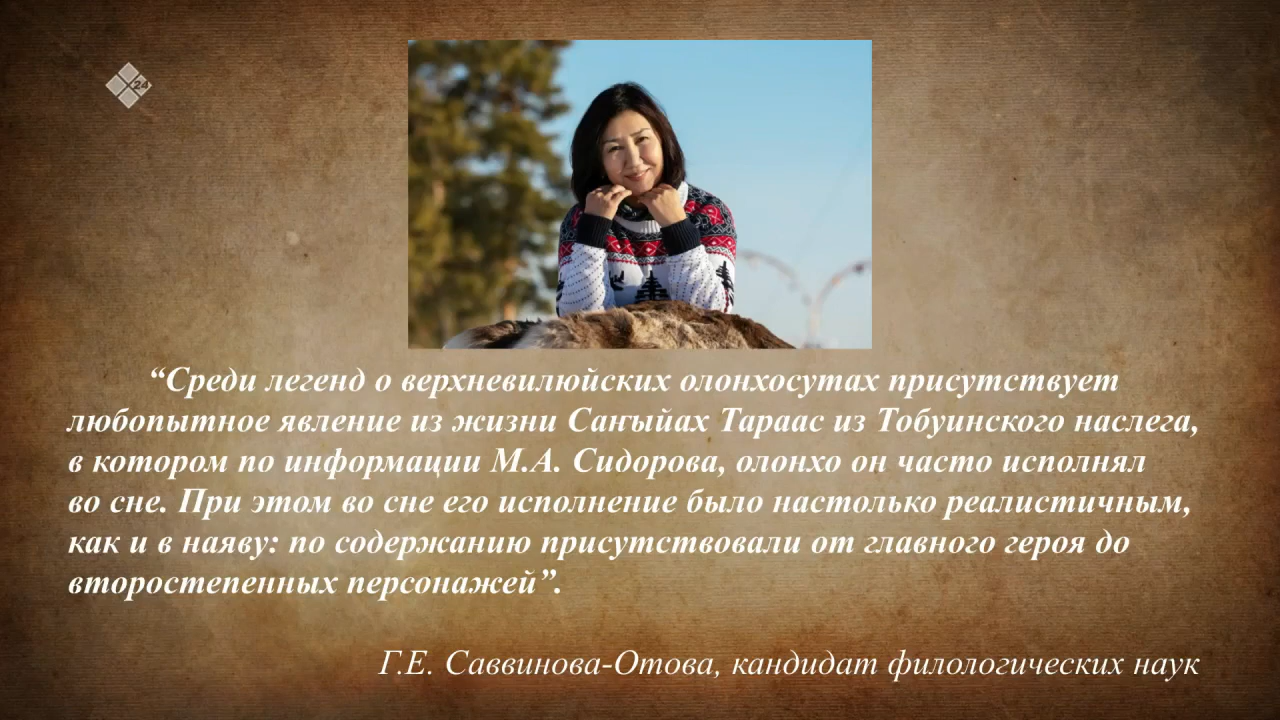 24
“Среди легенд о верхневилюйских олонхосутах присутствует
любопытное явление из жизни Саҥыйах Тараас из Тобуинского наслега,
в котором по информации М.А. Сидорова, олонхо он часто исполнял
во сне. При этом во сне его исполнение было настолько реалистичным,
как и в наяву: по содержанию присутствовали от главного героя до
второстепенных персонажей”.
Г.Е. Саввинова-Отова, кандидат филологических наук